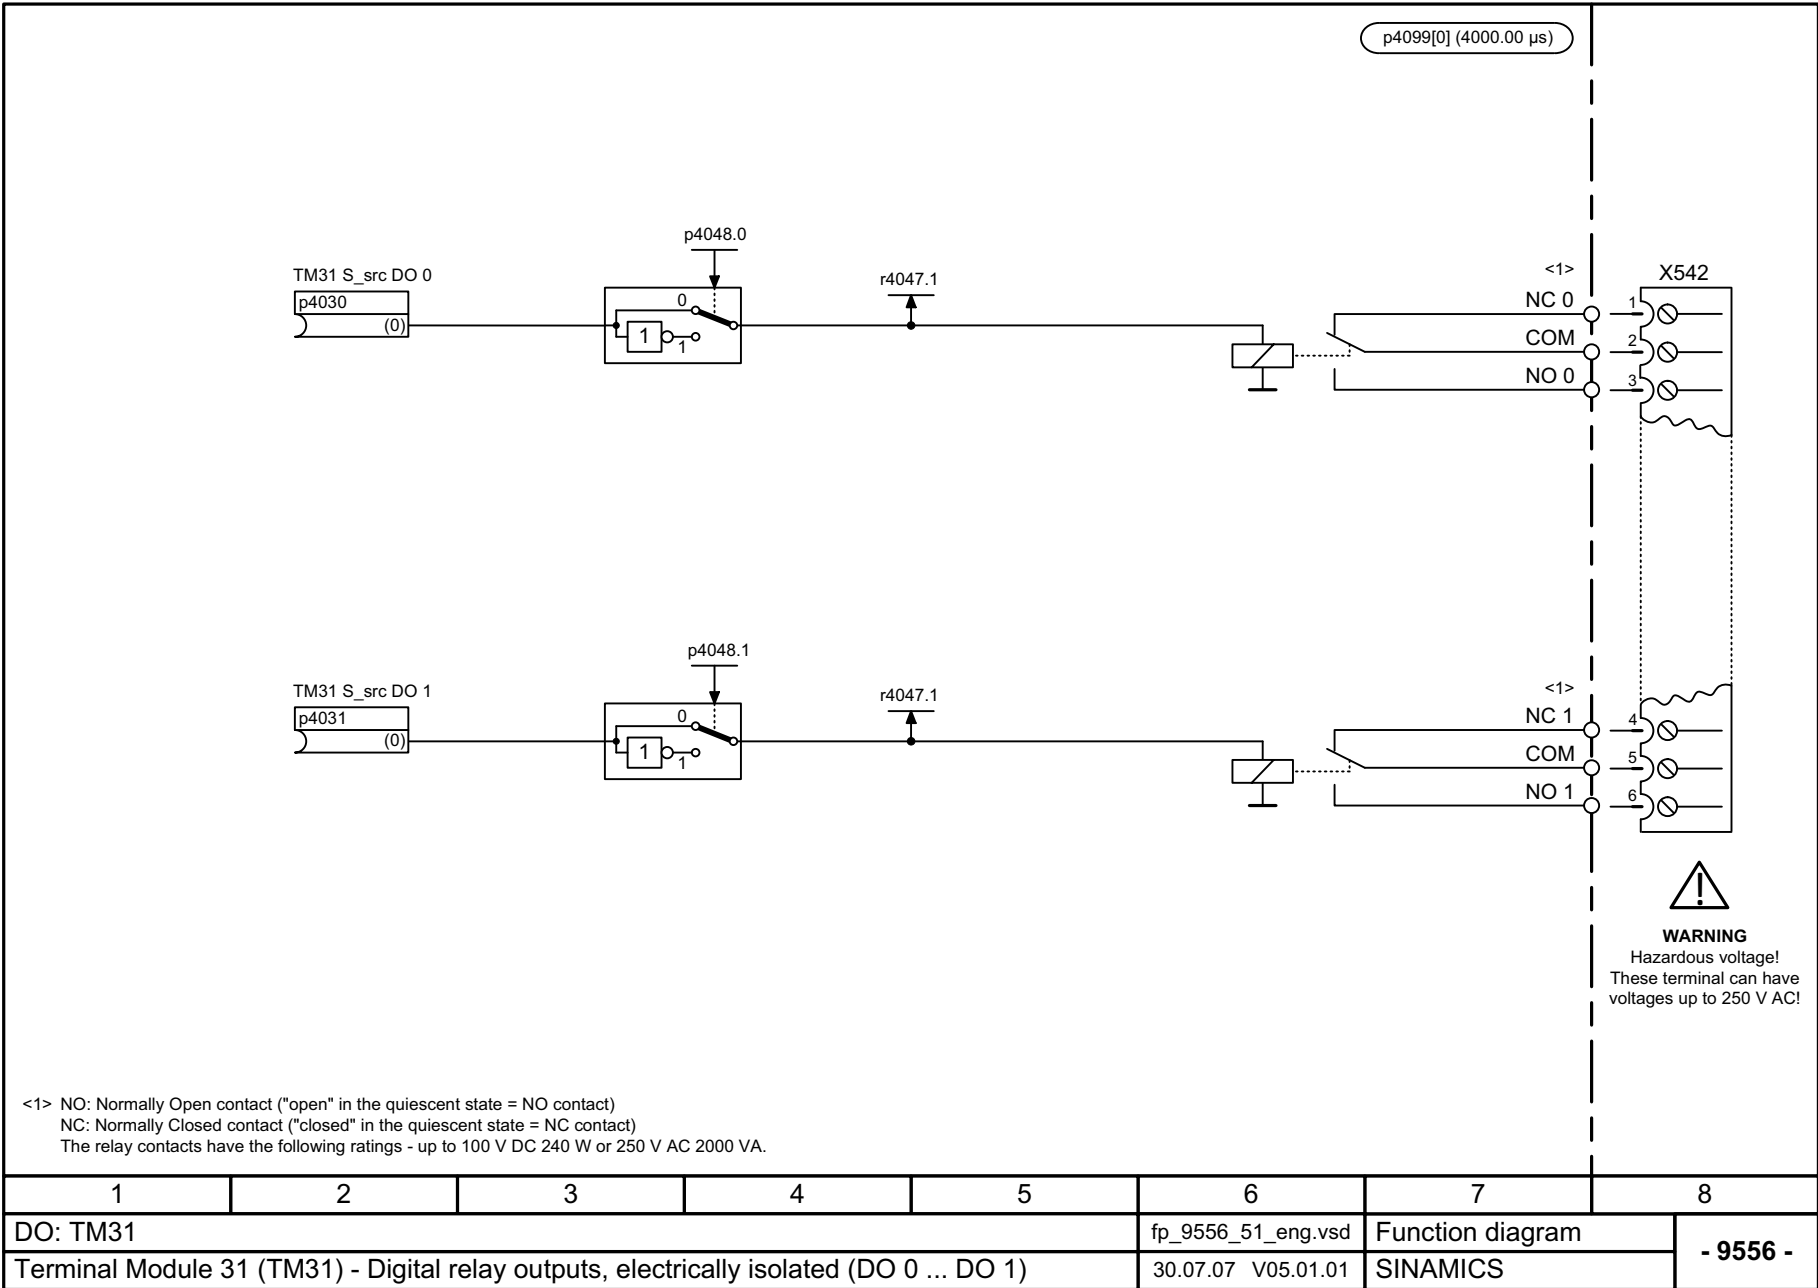 p4099[0] (4000.00 µs)
p4048.0
TM31 S_src DO 0
p4030
(0)
0
1
1
r4047.1
<1>
NC 0
COM
NO 0
X542
1
2
3
p4048.1
TM31 S_src DO 1
p4031
(0)
0
1
1
r4047.1
<1>
NC 1
COM
NO 1
4
5
6
WARNING
Hazardous voltage!
These terminal can have
voltages up to 250 V AC!
<1> NO: Normally Open contact ("open" in the quiescent state = NO contact)
NC: Normally Closed contact ("closed" in the quiescent state = NC contact)
The relay contacts have the following ratings - up to 100 V DC 240 W or 250 V AC 2000 VA.
1 2 3 4 5 6 7 8
DO: TM31
fp_9556_51_eng.vsd
Function diagram
- 9556 -
Terminal Module 31 (TM31) - Digital relay outputs, electrically isolated (DO 0 ... DO 1)
30.07.07 V05.01.01
SINAMICS